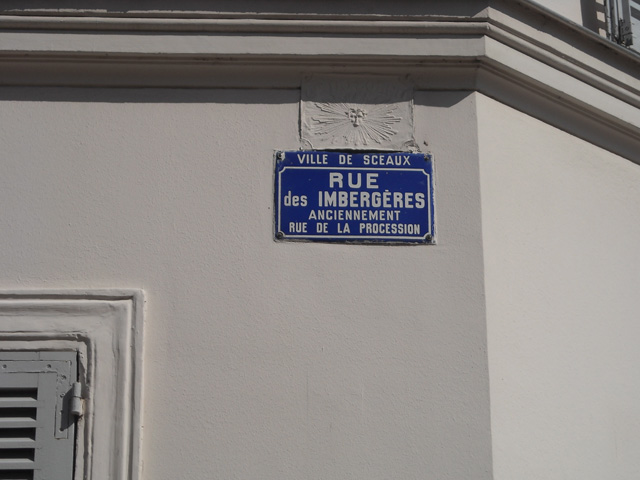 VILLE DE SCEAUX
RUE
des IMBERGÈRES
ANCIENNEMENT
RUE DE LA PROCESSION